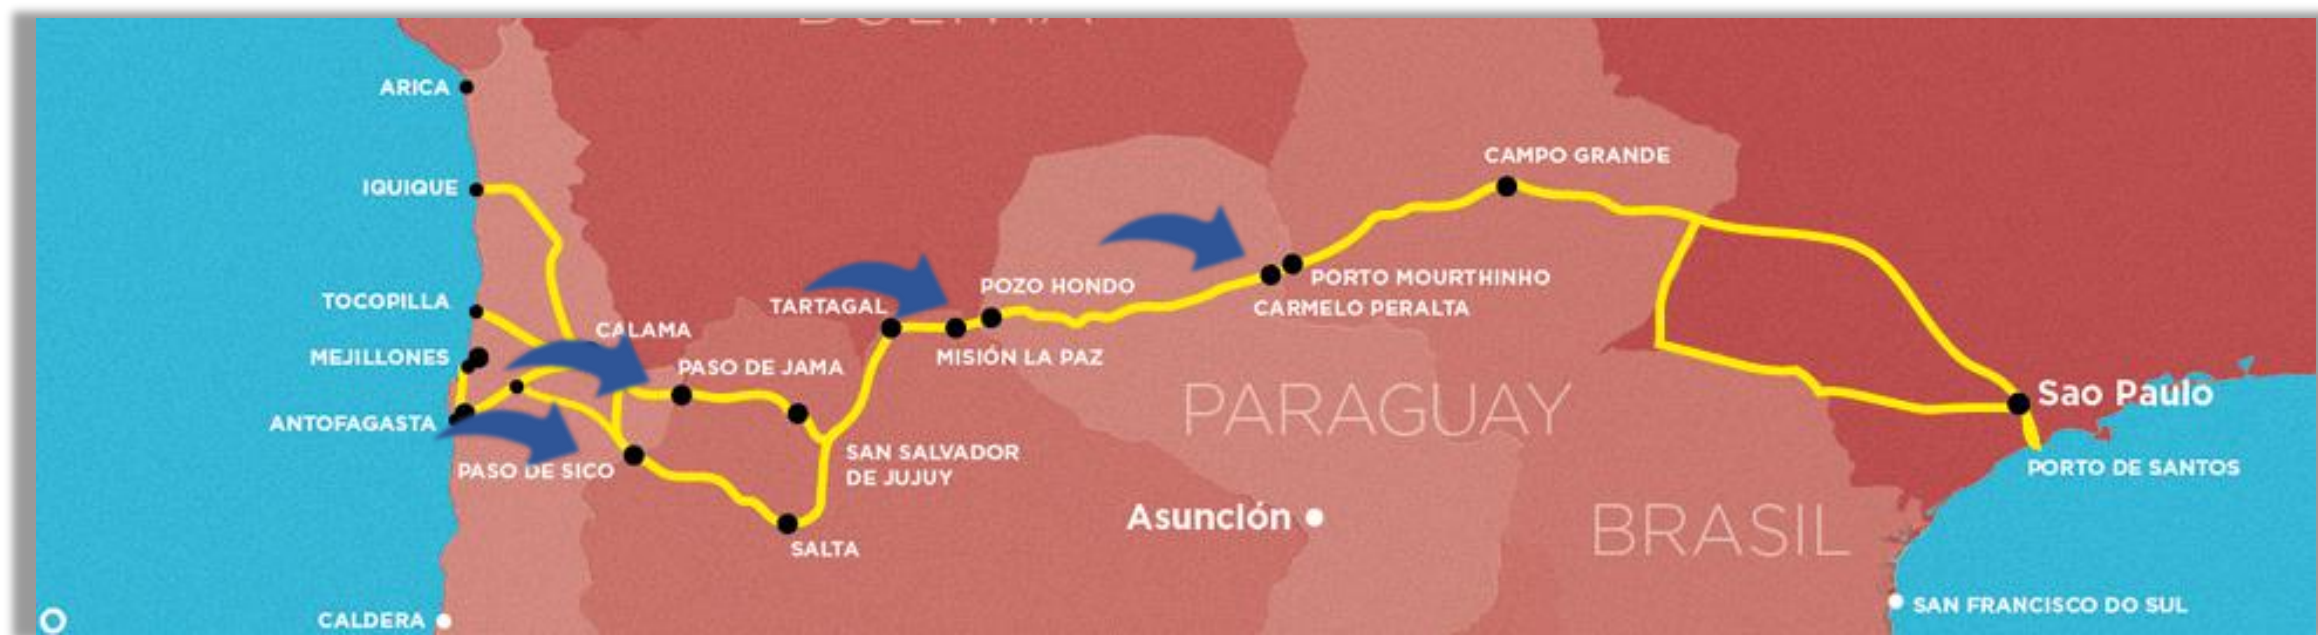 BOLIVIA
ARICA
CAMPO GRANDE
IQUIQUE
POZO HONDO
PORTO MOURTHINHO
TOCOPILLA
TARTAGAL
CARMELO PERALTA
CALAMA
MEJILLONES
MISIÓN LA PAZ
PASO DE JAMA
Sao Paulo
PARAGUAY
ANTOFAGASTA
SAN SALVADOR
DE JUJUY
PASO DE SICO
PORTO DE SANTOS
Asunción
BRASIL
SALTA
SAN FRANCISCO DO SUL
CALDERA